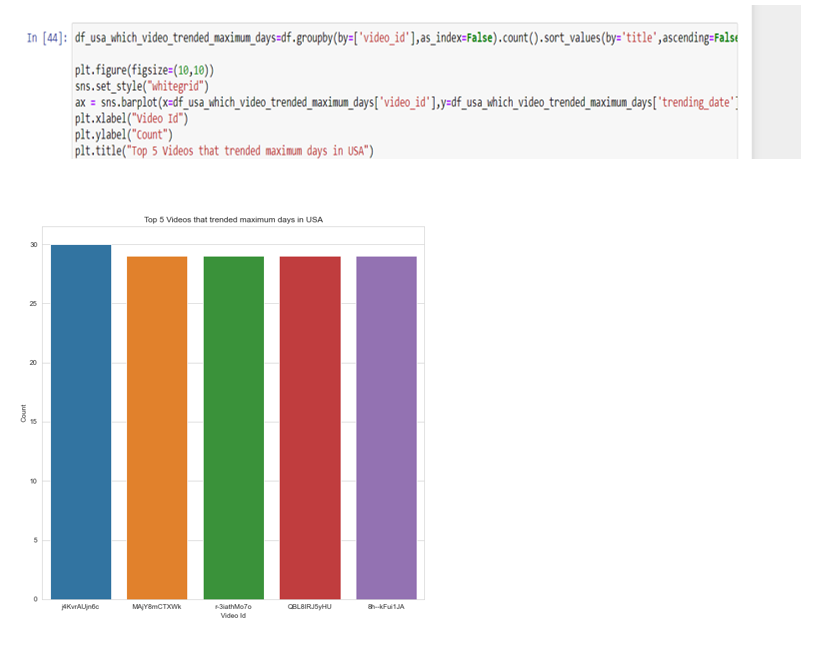 In [44]: df_usa_which_video_trended_maximum_days=df.groupby(by=['video_id'],as_index=False).count().sort_values(by='title',ascending=False
plt.figure(figsize=(10,10))
sns.set_style("whitegrid")
ax = sns.barplot(x=df_usa_which_video_trended_maximum_days['video_id'],y=df_usa_which_video_trended_maximum_days['trending_date']
plt.xlabel("Video Id")
plt.ylabel("Count")
plt.title("Top 5 Videos that trended maximum days in USA")
Top 5 Videos that trended maximum days in USA
30
25
20
15
10
5
0
Count
j4KvrAUjn6c MAjY8mCTXWk r-3iathMo7o QBL8IRJ5yHU 8h--kFui1JA
Video Id